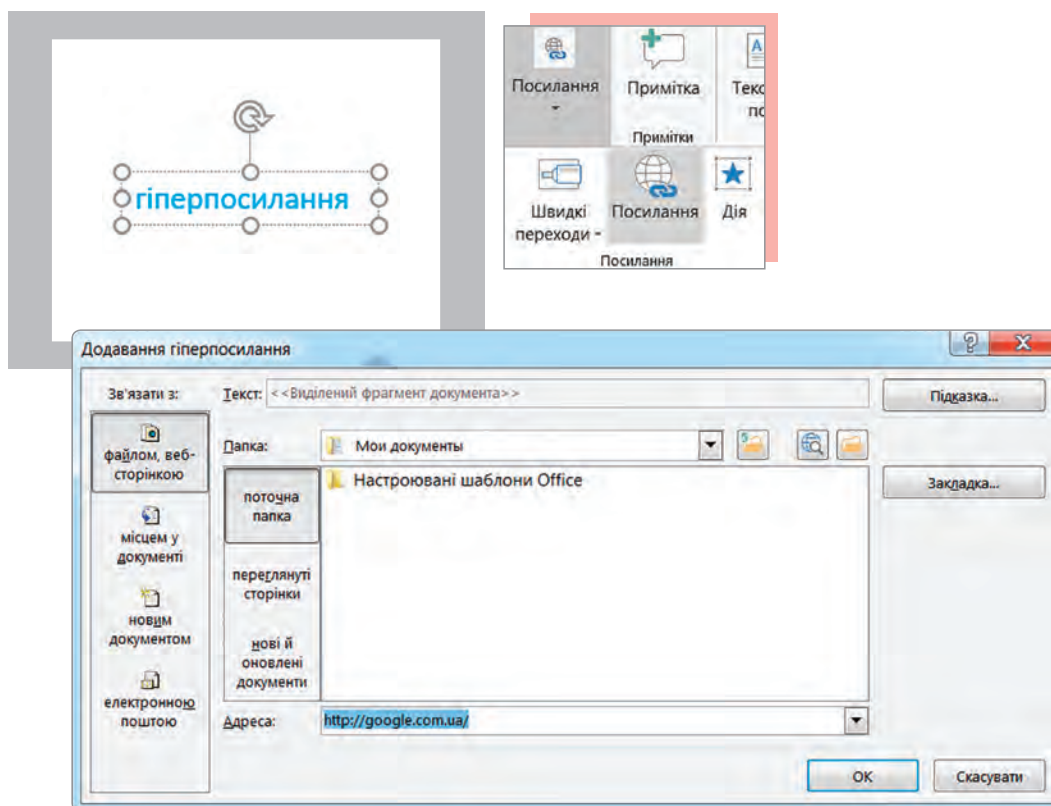 гіперпосилання
Посилання
Примітка
Примітки
Швидкі
переходи
Посилання
Дія
Посилання
Додавання гіперпосилання
Зв'язати з:
Текст: <<Виділений фрагмент документа>>
Підказка...
файлом, веб-
сторінкою
Папка: Мои документы
Настроювані шаблони Office
Закладка...
поточна
папка
місцем у
документі
переглянуті
сторінки
новим
документом
нові й
оновлені
документи
електронною
поштою
Адреса: http://google.com.ua/
ОК
Скасувати